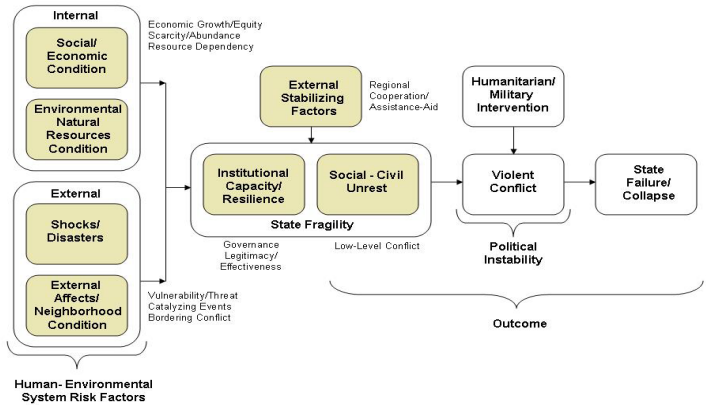 Internal
Social/
Economic
Condition
Environmental
Natural
Resources
Condition
Economic Growth/Equity
Scarcity/Abundance
Resource Dependency
External
Shocks/
Disasters
External
Affects/
Neighborhood
Condition
Vulnerability/Threat
Catalyzing Events
Bordering Conflict
Human- Environmental
System Risk Factors
External
Stabilizing
Factors
Regional
Cooperation/
Assistance-Aid
Institutional
Capacity/
Resilience
Social - Civil
Unrest
State Fragility
Governance
Legitimacy/
Effectiveness
Low-Level Conflict
Humanitarian/
Military
Intervention
Violent
Conflict
Political
Instability
State
Failure/
Collapse
Outcome